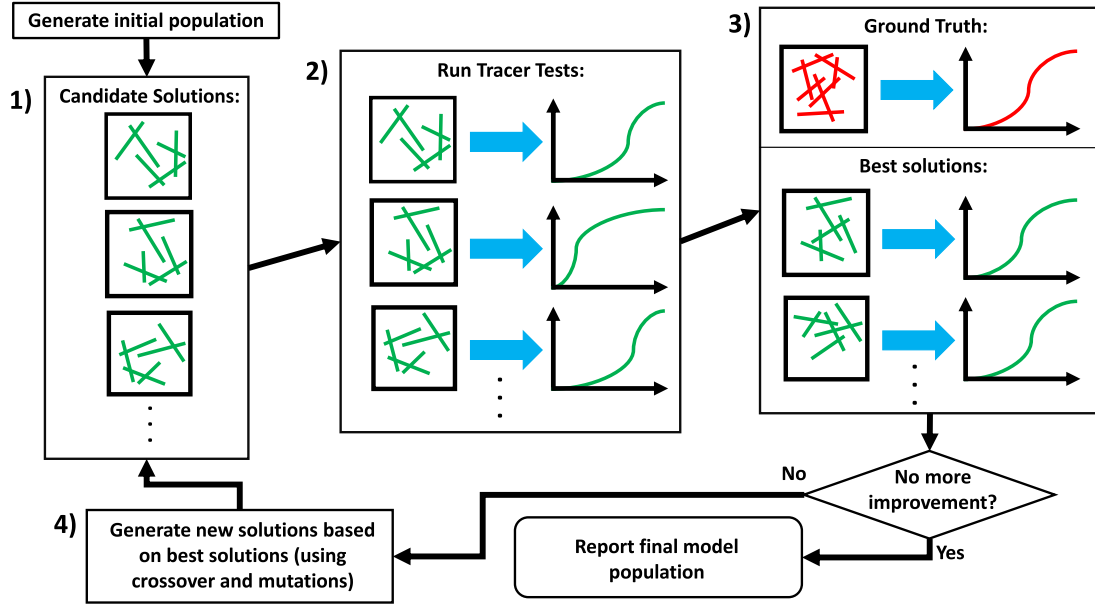 Generate initial population
1)
Candidate Solutions:
2)
Run Tracer Tests:
3)
Ground Truth:
Best solutions:
No more
improvement?
No
Yes
4)
Generate new solutions based
on best solutions (using
crossover and mutations)
Report final model
population